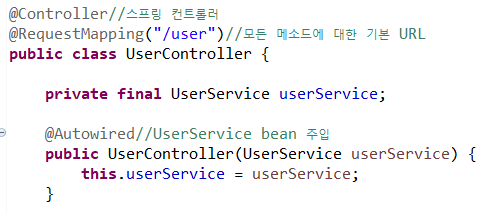 @Controller//스프링 컨트롤러
@RequestMapping("/user")//모든 메소드에 대한 기본 URL
public class UserController {
private final UserService userService;
@Autowired//UserService bean 주입
public UserController(UserService userService) {
this.userService = userService;
}